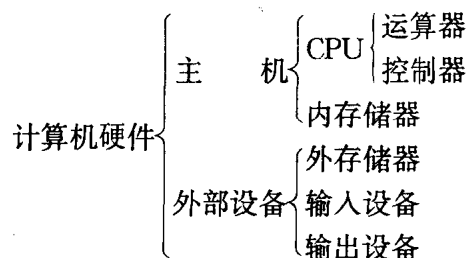 运算器
CPU
控制器
主 机
内存储器
计算机硬件
外存储器
外部设备 输入设备
输出设备